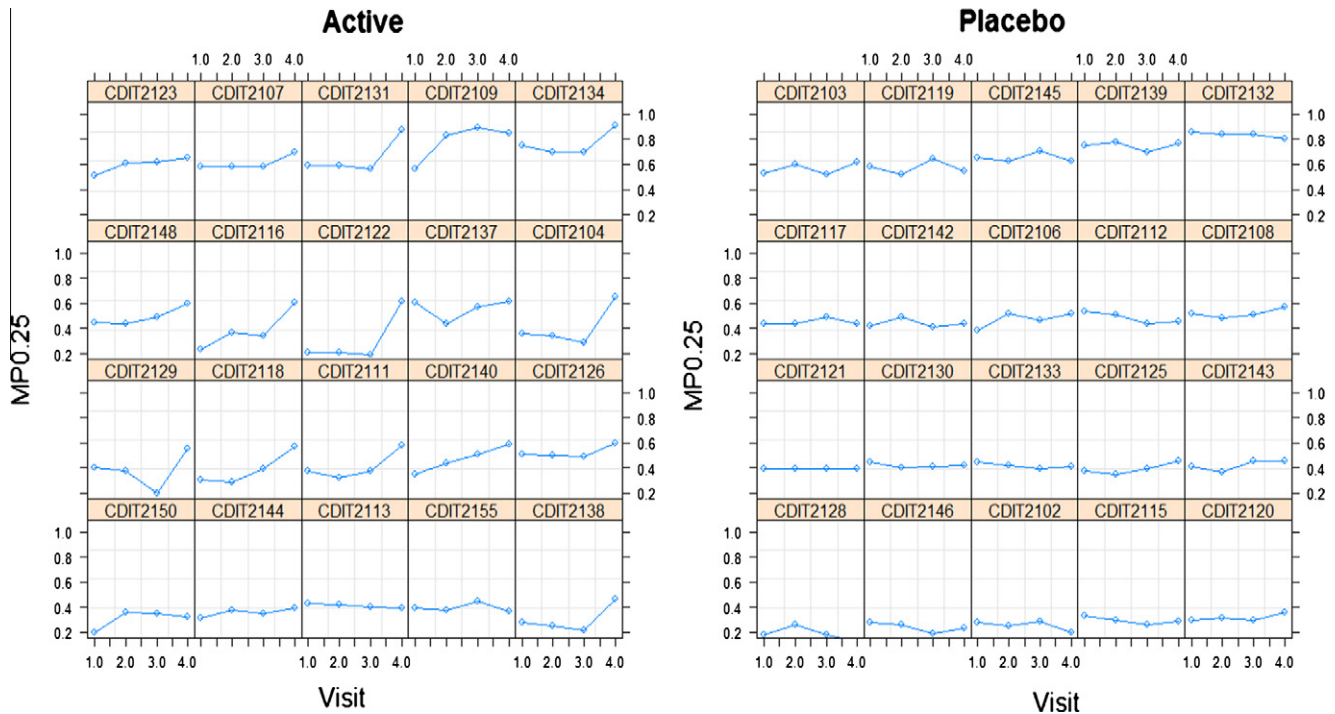 Active Placebo
1.0 2.0 3.0 4.0 1.0 2.0 3.0 4.0 1.0 2.0 3.0 4.0 1.0 2.0 3.0 4.0
CDIT2123 CDIT2107 CDIT2131 CDIT2109 CDIT2134 CDIT2103 CDIT2119 CDIT2145 CDIT2139 CDIT2132
1.0 1.0
0.8 0.8
0.6 0.6
0.4 0.4
0.2 0.2
CDIT2148 CDIT2116 CDIT2122 CDIT2137 CDIT2104 CDIT2117 CDIT2142 CDIT2106 CDIT2112 CDIT2108
1.0 1.0
0.8 0.8
0.6 0.6
0.4 0.4
0.2 0.2
MP0.25 MP0.25
CDIT2129 CDIT2118 CDIT2111 CDIT2140 CDIT2126 CDIT2121 CDIT2130 CDIT2133 CDIT2125 CDIT2143
1.0 1.0
0.8 0.8
0.6 0.6
0.4 0.4
0.2 0.2
CDIT2150 CDIT2144 CDIT2113 CDIT2155 CDIT2138 CDIT2128 CDIT2146 CDIT2102 CDIT2115 CDIT2120
1.0 1.0
0.8 0.8
0.6 0.6
0.4 0.4
0.2 0.2
1.0 2.0 3.0 4.0 1.0 2.0 3.0 4.0 1.0 2.0 3.0 4.0 1.0 2.0 3.0 4.0 1.0 2.0 3.0 4.0 1.0 2.0 3.0 4.0
Visit Visit